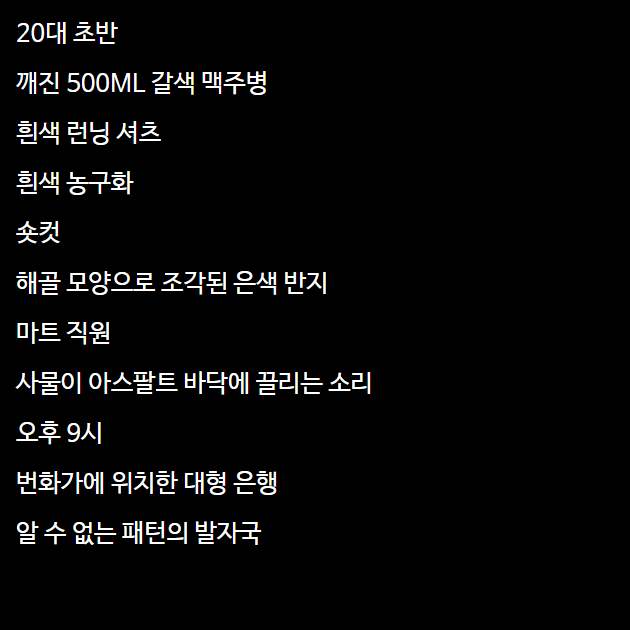 20대 초반
깨진 500ML 갈색 맥주병
흰색 런닝 셔츠
흰색 농구화
숏컷
해골 모양으로 조각된 은색 반지
마트 직원
사물이 아스팔트 바닥에 끌리는 소리
오후 9시
번화가에 위치한 대형 은행
알 수 없는 패턴의 발자국